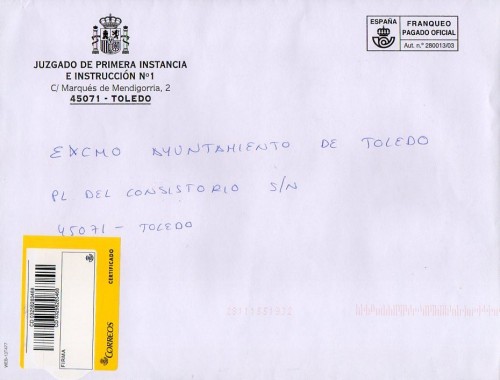 JUZGADO DE PRIMERA INSTANCIA
E INSTRUCCIÓN Nº1
C/ Marqués de Mendigorria, 2
45071 - TOLEDO
ESPAÑA
FRANQUEO
PAGADO OFICIAL
Aut. n.º 280013/03
EXCMO AYUNTAMIENTO DE TOLEDO
PL DEL CONSISTORIO S/N
45071 - TOLEDO
CERTIFICADO
CORREOS
FIRMA